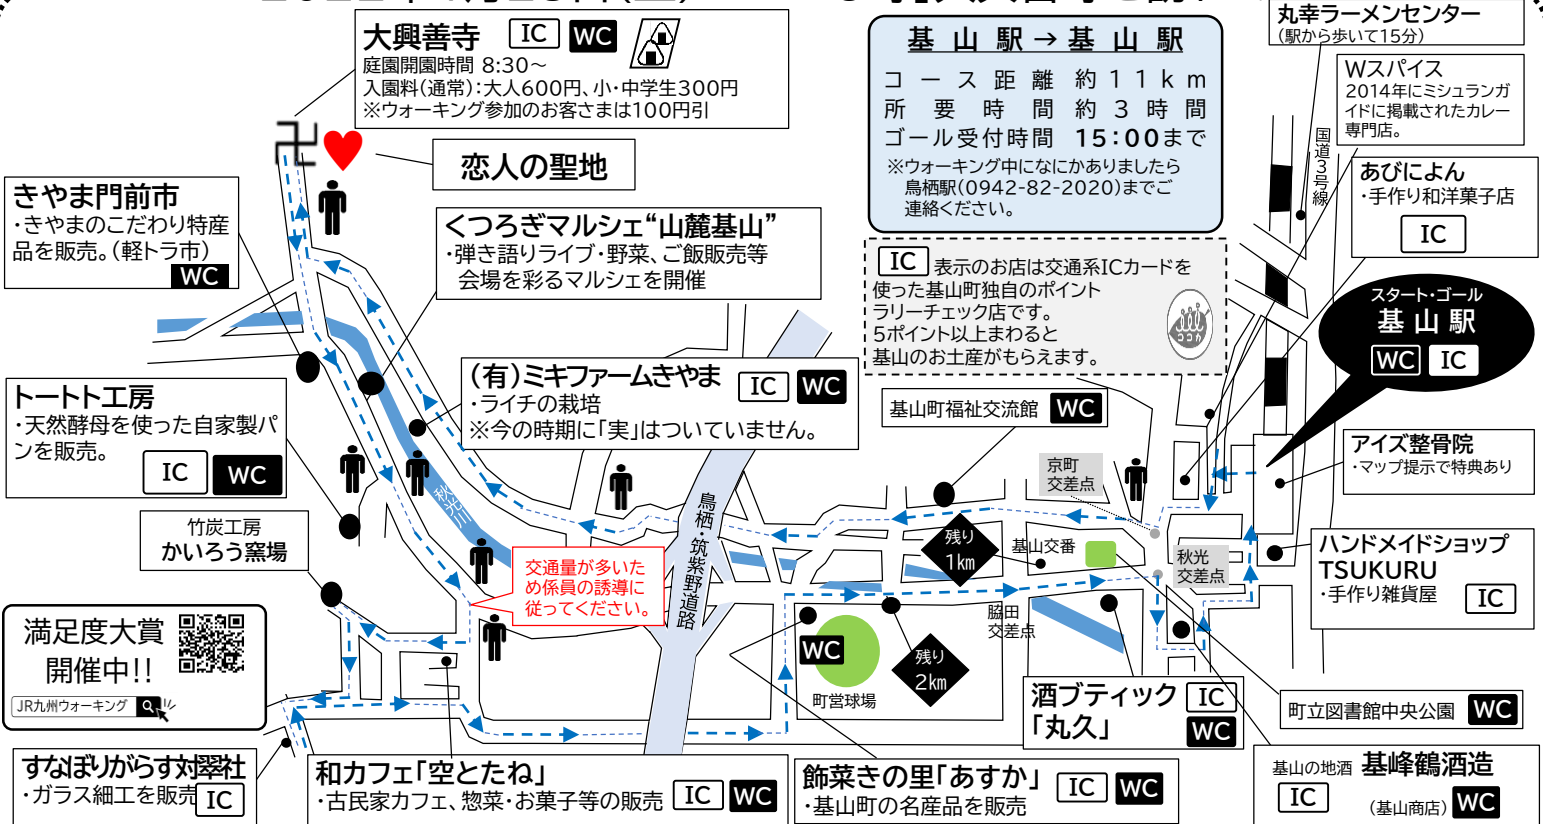 大興善寺 IC WC
庭園開園時間 8:30～
入園料(通常):大人600円、小・中学生300円
※ウォーキング参加のお客さまは100円引
恋人の聖地
基山駅→基山駅
コース距離 約11km
所要時間 約3時間
ゴール受付時間 15:00まで
※ウォーキング中になにかありましたら
鳥栖駅(0942-82-2020)までご
連絡ください。
丸幸ラーメンセンター
(駅から歩いて15分)
Wスパイス
2014年にミシュランガ
イドに掲載されたカレー
専門店。
国道3号線
あびによん
・手作り和洋菓子店
IC
きやま門前市
・きやまのこだわり特産
品を販売。(軽トラ市)
WC
くつろぎマルシェ“山麓基山”
・弾き語りライブ・野菜、ご飯販売等
会場を彩るマルシェを開催
IC 表示のお店は交通系ICカードを
使った基山町独自のポイント
ラリーチェック店です。
5ポイント以上まわると
基山のお土産がもらえます。
スタート・ゴール
基山駅
WC IC
トートト工房
・天然酵母を使った自家製パ
ンを販売。
IC WC
(有)ミキファームきやま IC WC
・ライチの栽培
※今の時期に「実」はついていません。
基山町福祉交流館 WC
アイズ整骨院
・マップ提示で特典あり
京町
交差点
秋光川
鳥栖・筑紫野道路
竹炭工房
かいろう窯場
交通量が多いた
め係員の誘導に
従ってください。
残り
1km
基山交番
秋光
交差点
ハンドメイドショップ
TSUKURU
・手作り雑貨屋
IC
満足度大賞
開催中!!
JR九州ウォーキング
WC
町営球場
残り
2km
脇田
交差点
酒ブティック IC
「丸久」 WC
町立図書館中央公園 WC
すなぼりがらす対翠社
・ガラス細工を販売 IC
和カフェ「空とたね」
・古民家カフェ、惣菜・お菓子等の販売 IC WC
飾菜きの里「あすか」 IC WC
・基山町の名産品を販売
基山の地酒 基峰鶴酒造
IC (基山商店) WC